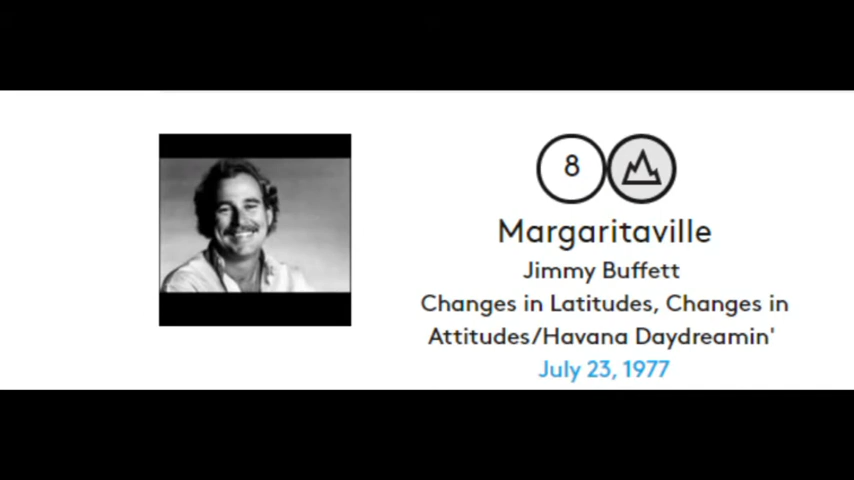 8
Margaritaville
Jimmy Buffett
Changes in Latitudes, Changes in
Attitudes/Havana Daydreamin'
July 23, 1977